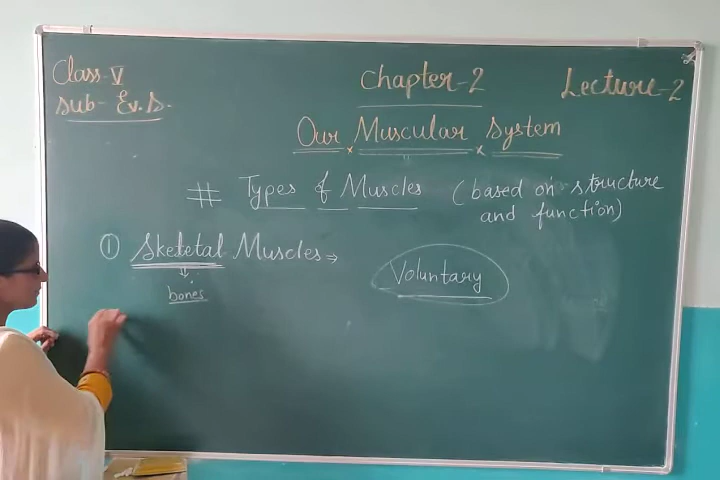 Class-V
Sub- Ev.S.
Chapter-2
Lecture-2
Our Muscular System
# Types of Muscles (based on structure
and function)
① Sketetal Muscles ⇒ Voluntary
⇓
bones